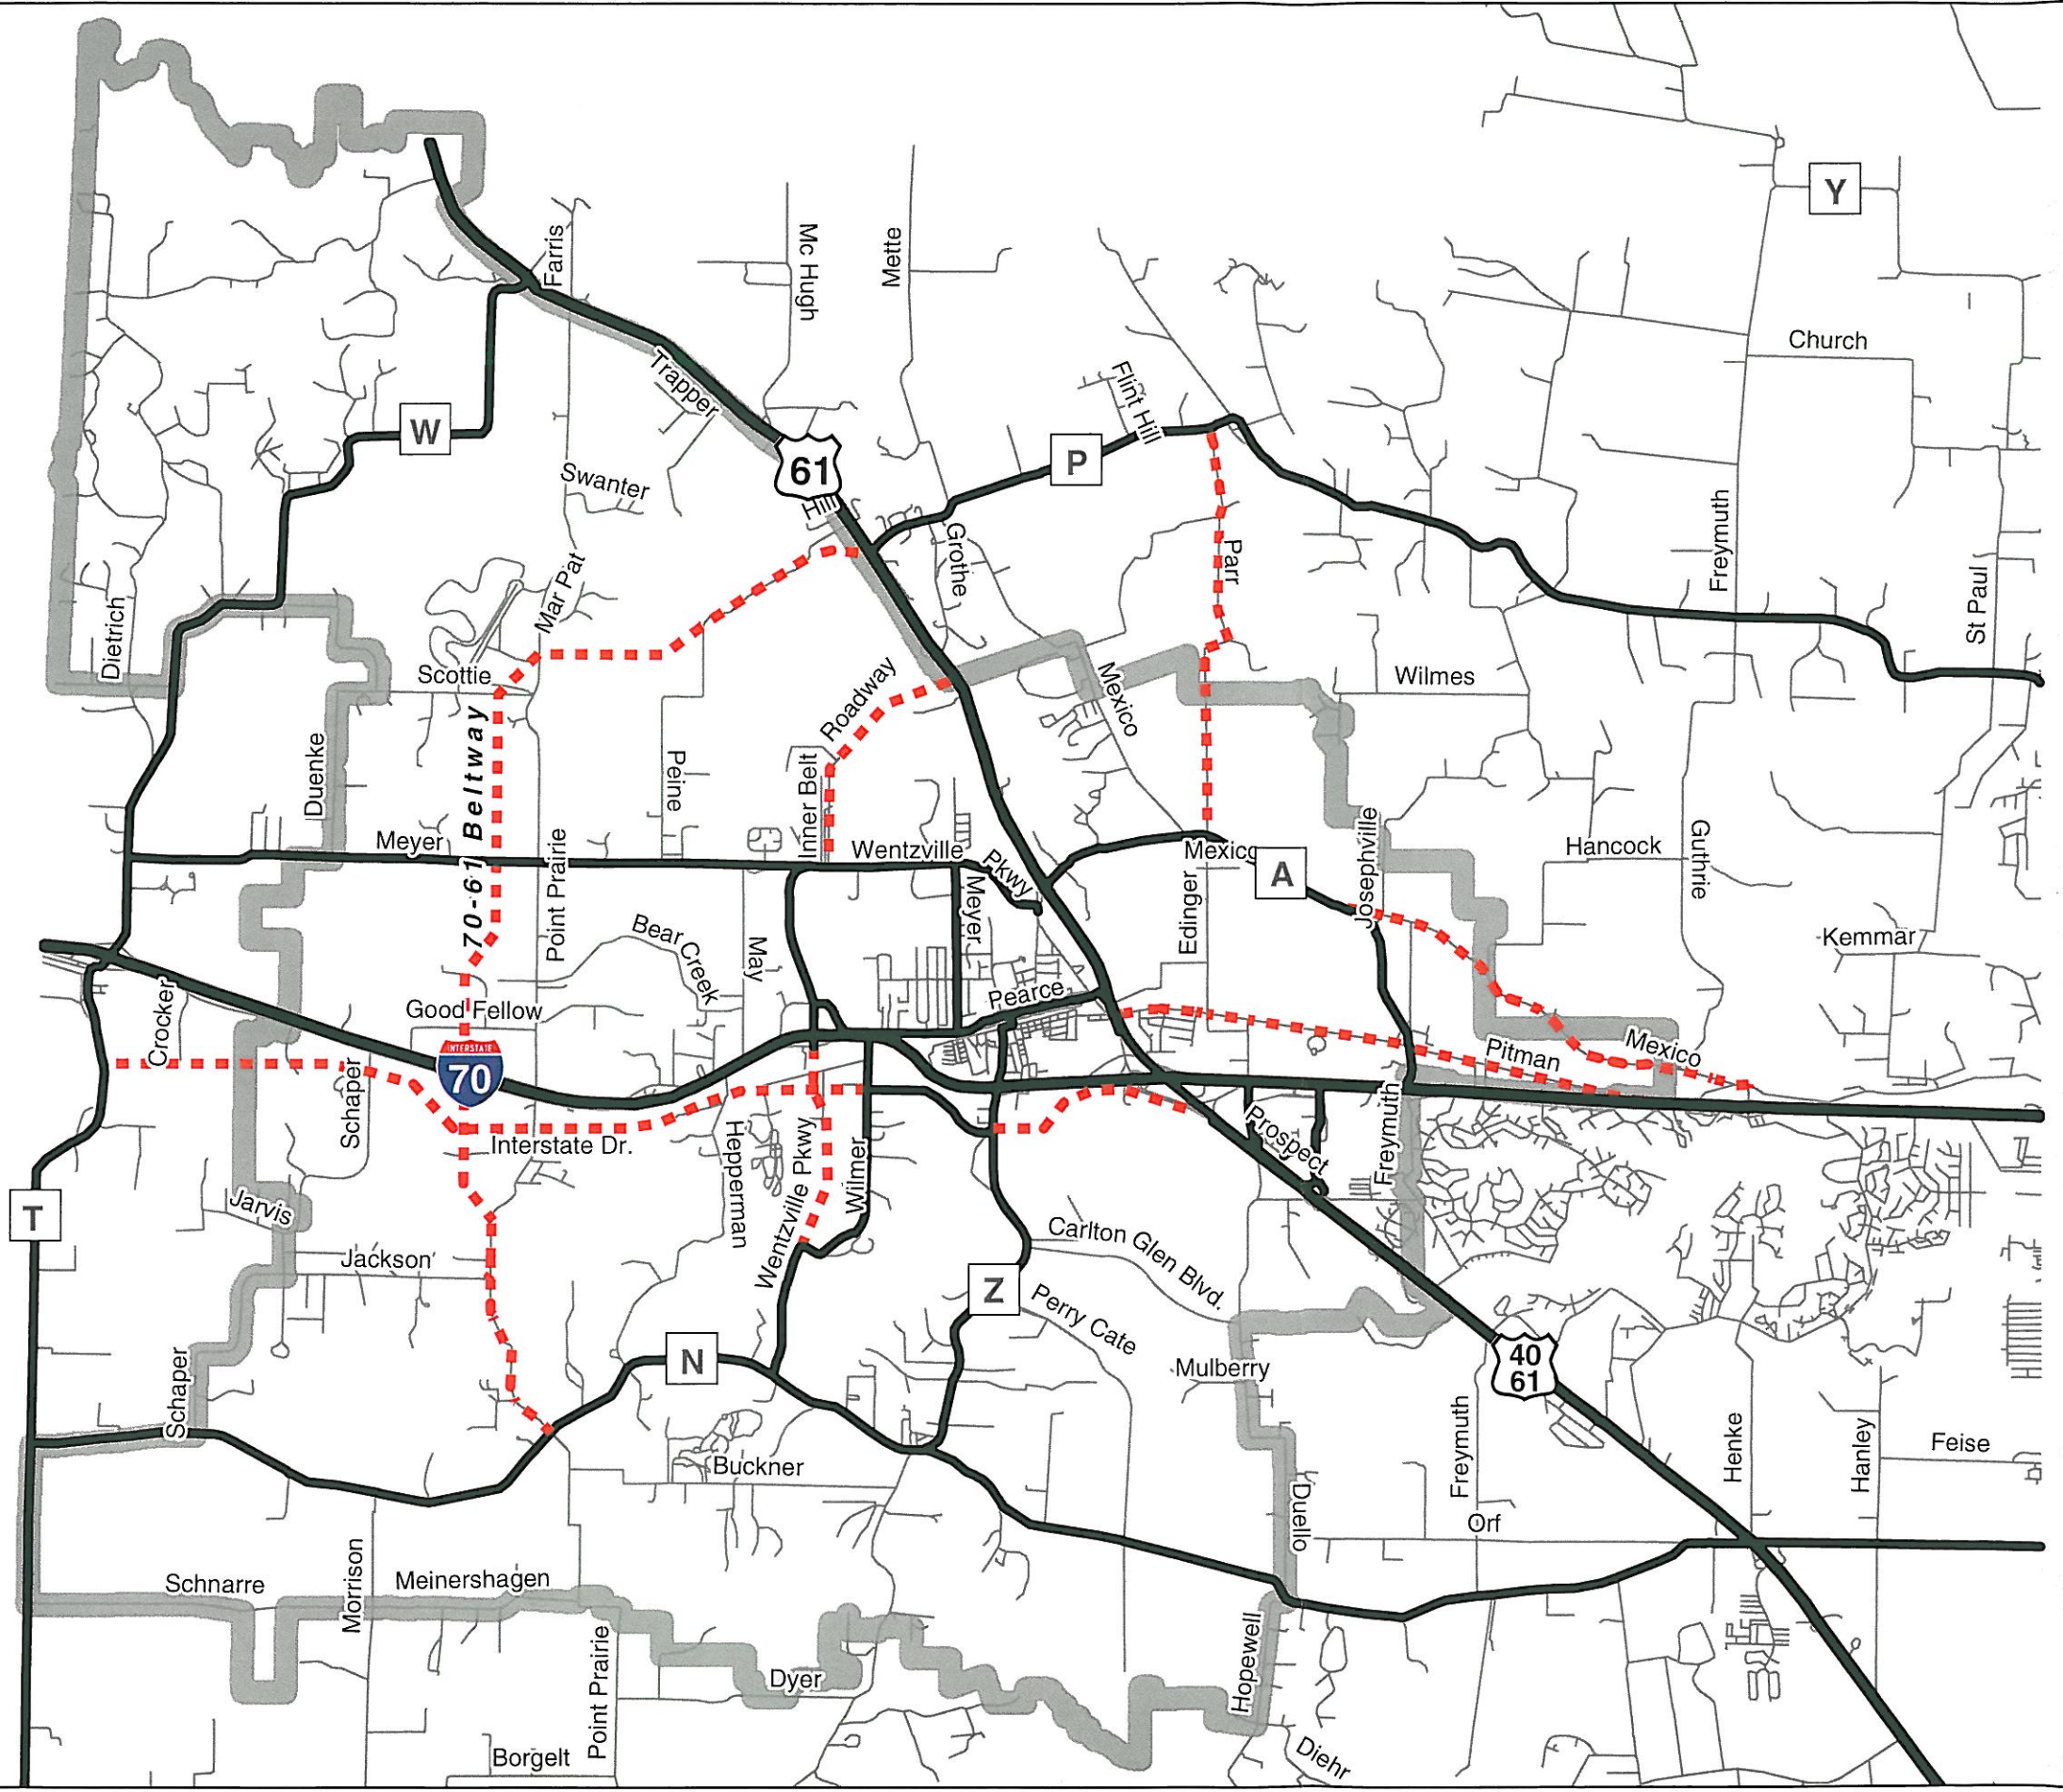 Y
Farris
Mc Hugh
Mette
Church
Trapper
Flint Hill
W
61
P
Swanter
Hill
Grothe
Parr
Freymuth
St Paul
Mar Pat
Dietrich
Scottie
Roadway
Mexico
Wilmes
70-61 Beltway
Duenke
Peine
Inner Belt
Meyer
Point Prairie
Wentzville
Pkwy
Meyer
Mexico
A
Josephville
Hancock
Guthrie
Edinger
Bear Creek
May
Kemmar
Crocker
Good Fellow
Pearce
INTERSTATE
70
Schaper
Pitman
Mexico
Interstate Dr.
Hepperman
Wentzville Pkwy
Wilmer
Prospect
Freymuth
T
Jarvis
Jackson
Carlton Glen Blvd.
Z
Perry Cate
N
Mulberry
40
61
Schaper
Freymuth
Henke
Hanley
Feise
Buckner
Duello
Orf
Schnarre
Morrison
Meinershagen
Point Prairie
Dyer
Hopewell
Borgelt
Diehr